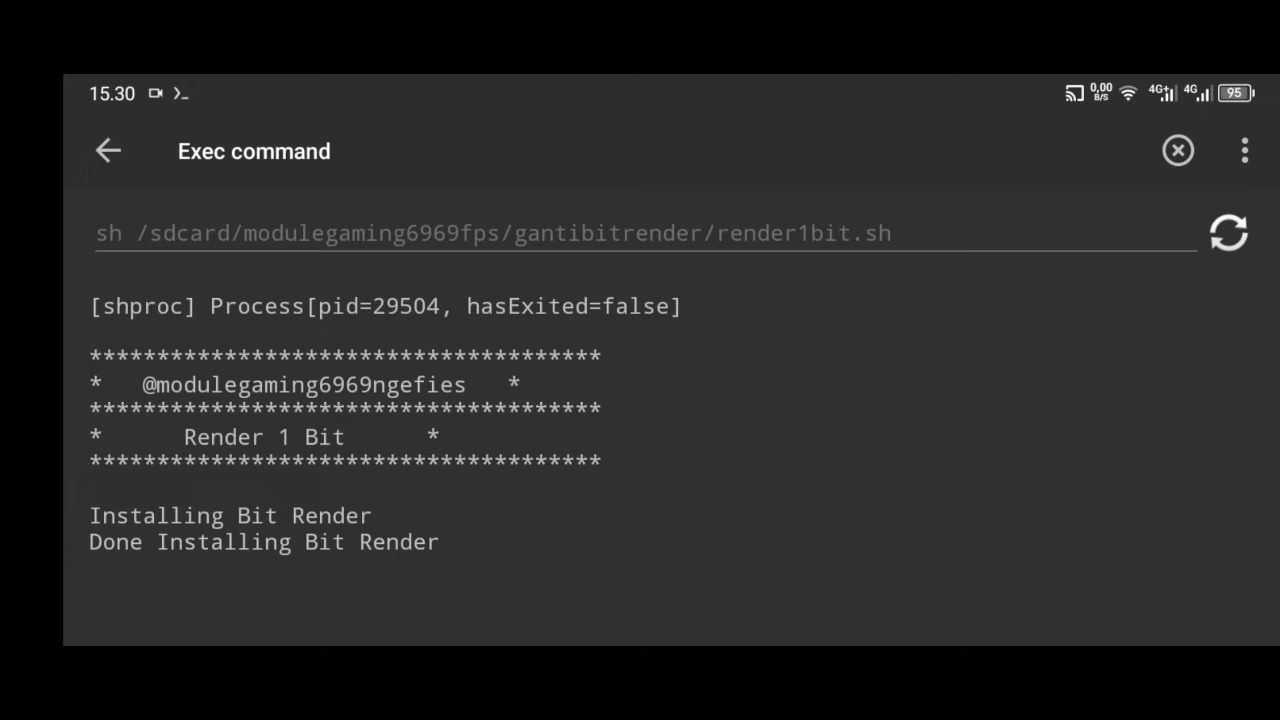 15.30 0,00 B/S 4G+ 4G 95
Exec command
sh /sdcard/modulegaming6969fps/gantibitrender/render1bit.sh
[shproc] Process[pid=29504, hasExited=false]
**************************************
*   @modulegaming6969ngefies   *
**************************************
*      Render 1 Bit      *
**************************************
Installing Bit Render
Done Installing Bit Render